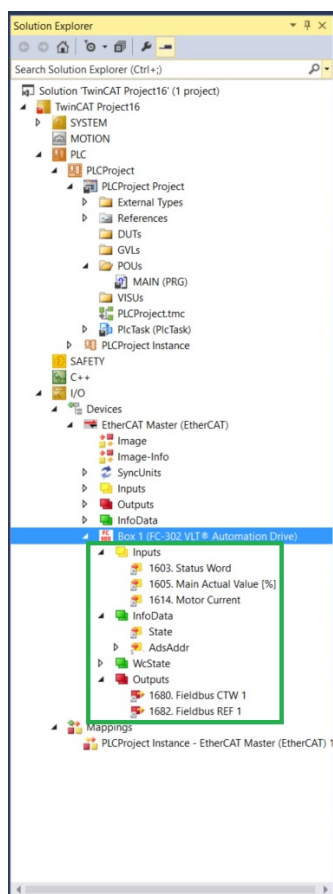 Solution Explorer
Search Solution Explorer (Ctrl+;)
Solution 'TwinCAT Project16' (1 project)
TwinCAT Project16
SYSTEM
MOTION
PLC
PLCProject
PLCProject Project
External Types
References
DUTs
GVLs
POUs
MAIN (PRG)
VISUs
PLCProject.tmc
PlcTask (PlcTask)
PLCProject Instance
SAFETY
C++
I/O
Devices
EtherCAT Master (EtherCAT)
Image
Image-Info
SyncUnits
Inputs
Outputs
InfoData
Box 1 (FC-302 VLT® Automation Drive)
Inputs
1603. Status Word
1605. Main Actual Value [%]
1614. Motor Current
InfoData
State
AdsAddr
WcState
Outputs
1680. Fieldbus CTW 1
1682. Fieldbus REF 1
Mappings
PLCProject Instance - EtherCAT Master (EtherCAT) 1